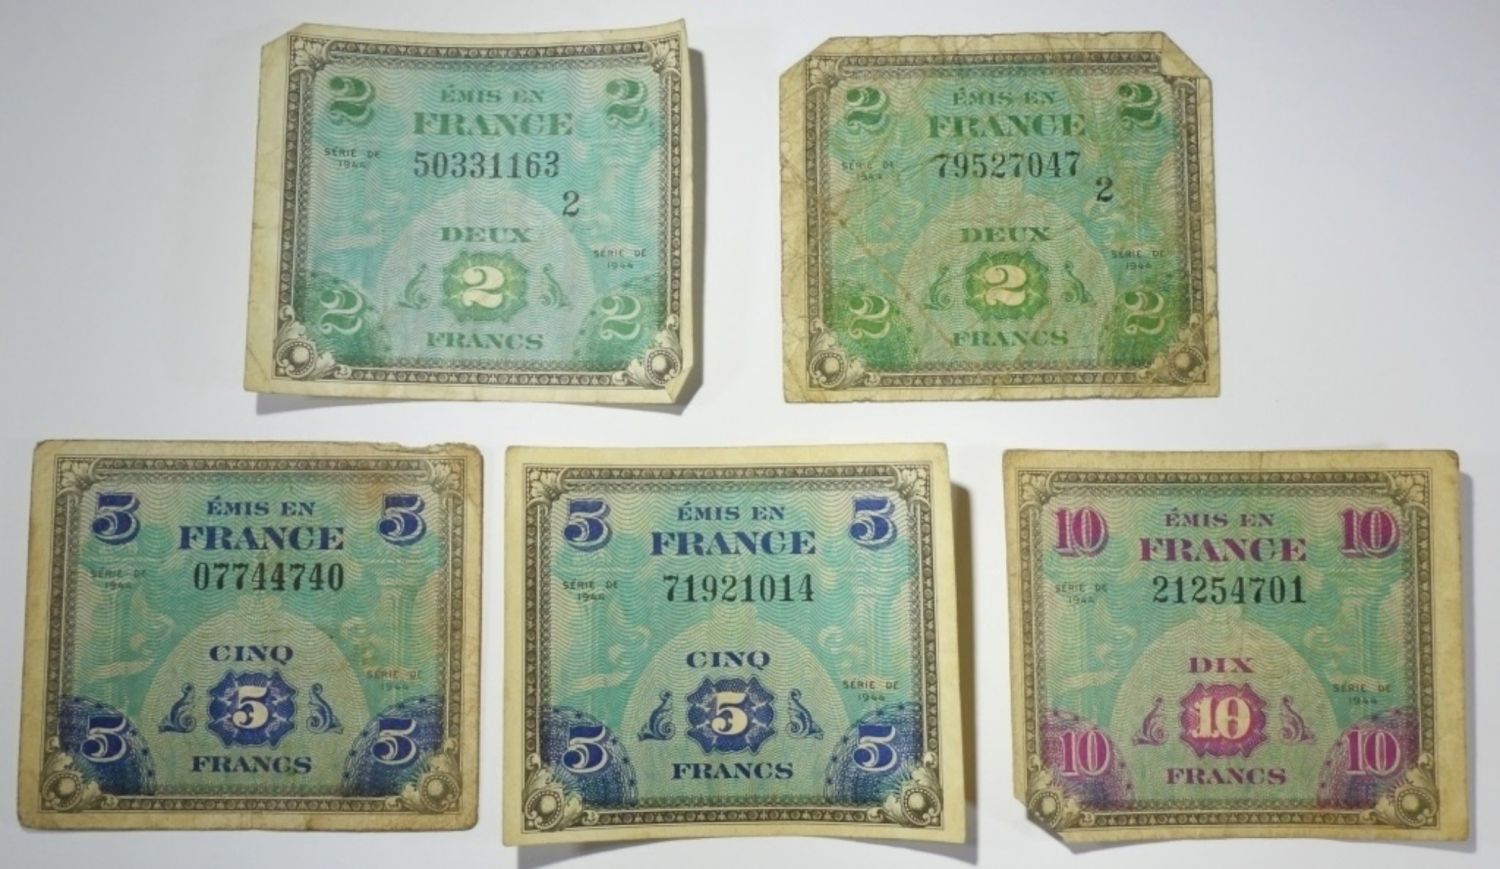 2 ÉMIS EN 2
FRANCE
SÉRIE DE
1944
50331163
2
DEUX
SÉRIE DE
1944
2
2 2
FRANCS
2 ÉMIS EN 2
FRANCE
SÉRIE DE
1944
79527047
2
DEUX
SÉRIE DE
1944
2
2 2
FRANCS
5 ÉMIS EN 5
FRANCE
SÉRIE DE
1944
07744740
CINQ
SÉRIE DE
1944
5
5 5
FRANCS
5 ÉMIS EN 5
FRANCE
SÉRIE DE
1944
71921014
CINQ
SÉRIE DE
1944
5
5 5
FRANCS
10 ÉMIS EN 10
FRANCE
SÉRIE DE
1944
21254701
DIX
SÉRIE DE
1944
10
10 10
FRANCS